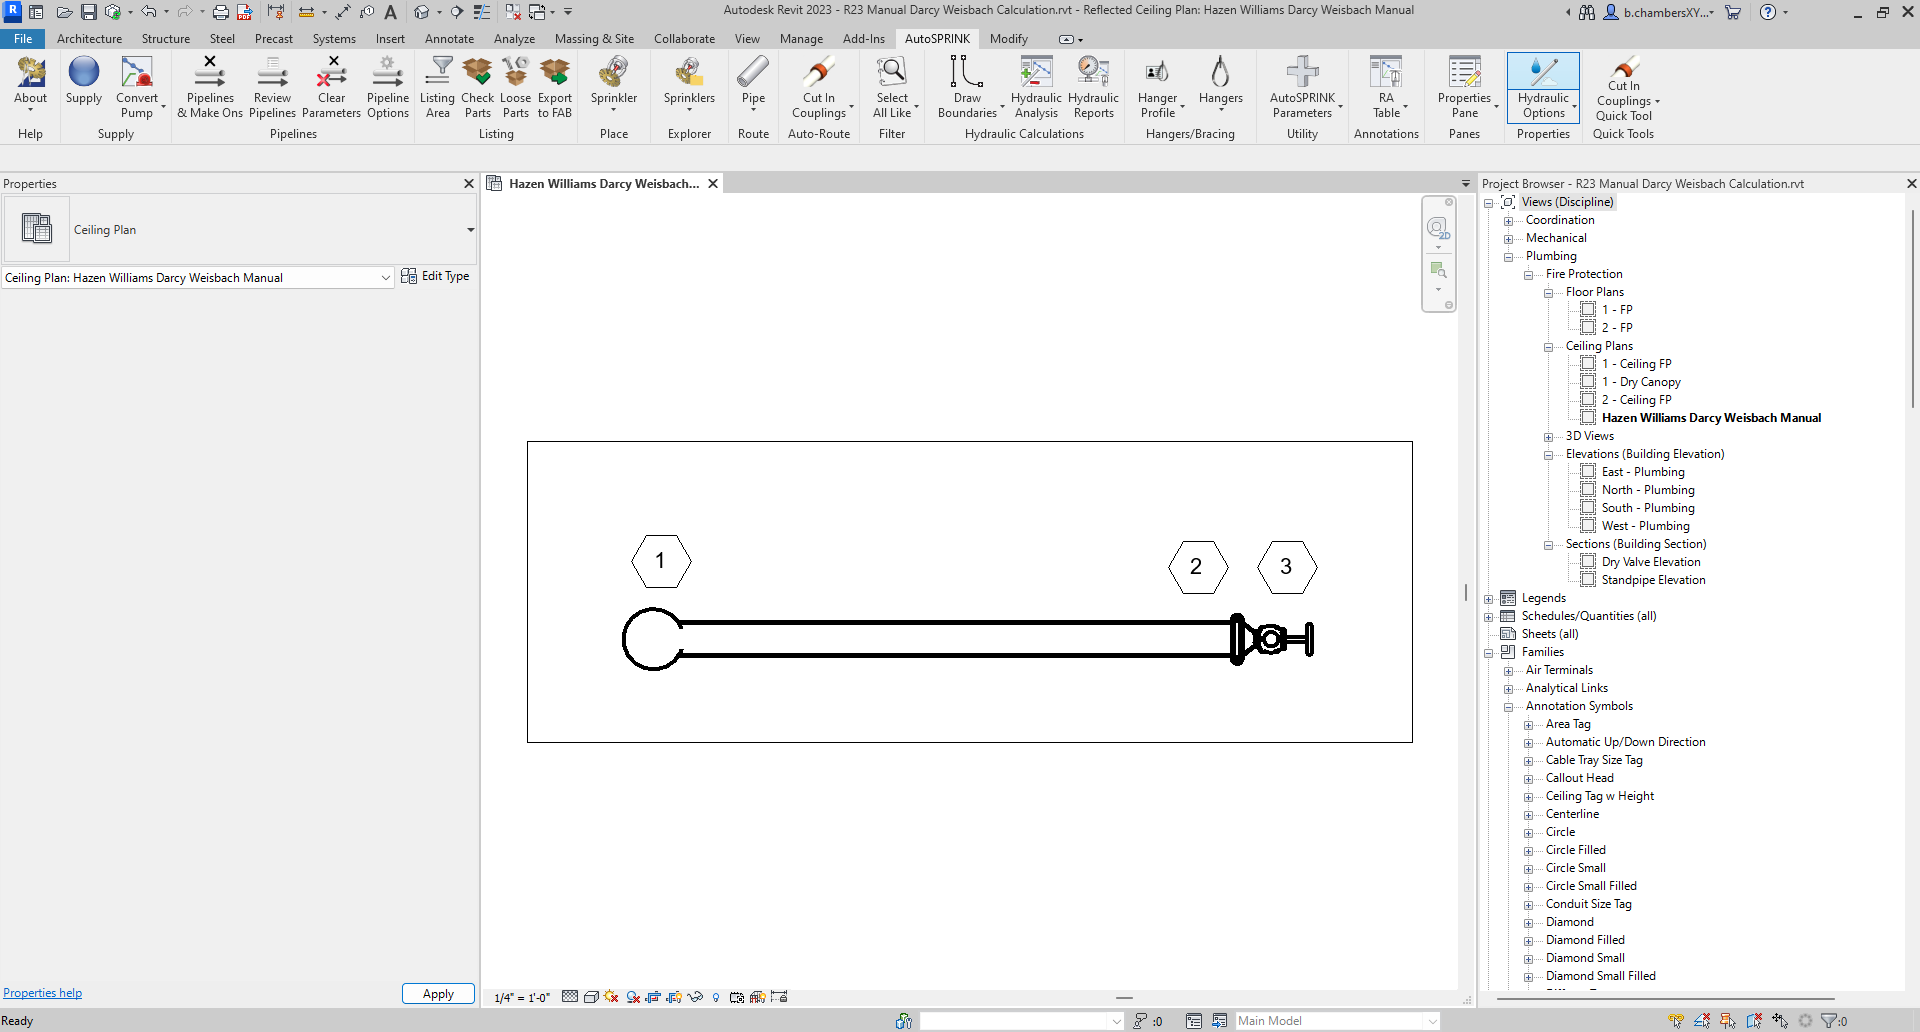 Autodesk Revit 2023 - R23 Manual Darcy Weisbach Calculation.rvt - Reflected Ceiling Plan: Hazen Williams Darcy Weisbach Manual
b.chambersXY...
File Architecture Structure Steel Precast Systems Insert Annotate Analyze Massing & Site Collaborate View Manage Add-Ins AutoSPRINK Modify
About
Supply
Convert Pump
Pipelines & Make Ons
Review Pipelines
Clear Parameters
Pipeline Options
Listing Area
Check Parts
Loose Parts
Export to FAB
Sprinkler
Sprinklers
Pipe
Cut In Couplings
Select All Like
Draw Boundaries
Hydraulic Analysis
Hydraulic Reports
Hanger Profile
Hangers
AutoSPRINK Parameters
RA Table
Properties Pane
Hydraulic Options
Cut In Couplings Quick Tool
Help Supply Pipelines Listing Place Explorer Route Auto-Route Filter Hydraulic Calculations Hangers/Bracing Utility Annotations Panes Properties Quick Tools
Properties
Ceiling Plan
Ceiling Plan: Hazen Williams Darcy Weisbach Manual
Edit Type
Properties help
Apply
Hazen Williams Darcy Weisbach...
2D
1
2
3
1/4" = 1'-0"
Project Browser - R23 Manual Darcy Weisbach Calculation.rvt
Views (Discipline)
Coordination
Mechanical
Plumbing
Fire Protection
Floor Plans
1 - FP
2 - FP
Ceiling Plans
1 - Ceiling FP
1 - Dry Canopy
2 - Ceiling FP
Hazen Williams Darcy Weisbach Manual
3D Views
Elevations (Building Elevation)
East - Plumbing
North - Plumbing
South - Plumbing
West - Plumbing
Sections (Building Section)
Dry Valve Elevation
Standpipe Elevation
Legends
Schedules/Quantities (all)
Sheets (all)
Families
Air Terminals
Analytical Links
Annotation Symbols
Area Tag
Automatic Up/Down Direction
Cable Tray Size Tag
Callout Head
Ceiling Tag w Height
Centerline
Circle
Circle Filled
Circle Small
Circle Small Filled
Conduit Size Tag
Diamond
Diamond Filled
Diamond Small
Diamond Small Filled
Ready
:0
Main Model
:0